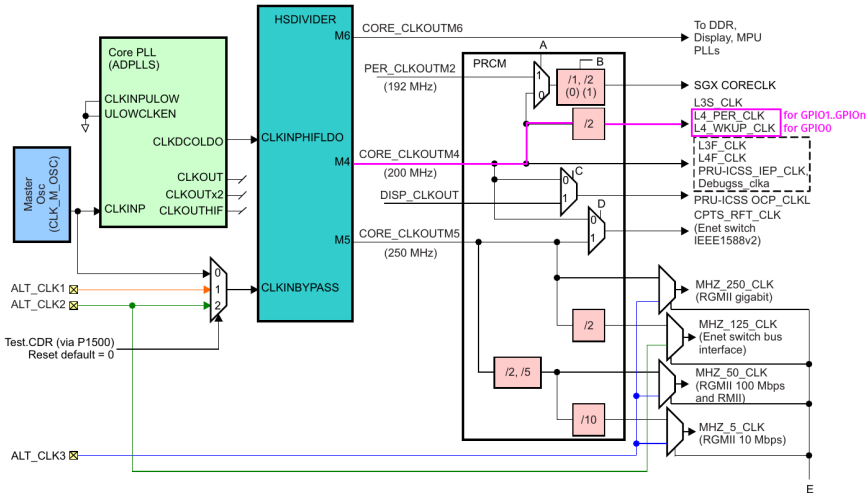 HSDIVIDER
M6
CORE_CLKOUTM6
To DDR,
Display, MPU
PLLs
Core PLL
(ADPLLS)
CLKINPULOW
ULOWCLKEN
CLKDCOLDO
CLKINPHIFLDO
PER_CLKOUTM2
(192 MHz)
PRCM
A
1
0
B
/1, /2
(0) (1)
SGX CORECLK
L3S_CLK
L4_PER_CLK
for GPIO1..GPIOn
L4_WKUP_CLK
for GPIO0
/2
M4
CORE_CLKOUTM4
(200 MHz)
L3F_CLK
L4F_CLK
PRU-ICSS_IEP_CLK,
Debugss_clka
Master
Osc
(CLK_M_OSC)
CLKINP
CLKOUT
CLKOUTx2
CLKOUTHIF
DISP_CLKOUT
C
0
1
PRU-ICSS OCP_CLKL
D
0
1
CPTS_RFT_CLK
(Enet switch
IEEE1588v2)
M5
CORE_CLKOUTM5
(250 MHz)
0
1
2
CLKINBYPASS
ALT_CLK1
ALT_CLK2
MHZ_250_CLK
(RGMII gigabit)
Test.CDR (via P1500)
Reset default = 0
/2
MHZ_125_CLK
(Enet switch bus
interface)
/2, /5
MHZ_50_CLK
(RGMII 100 Mbps
and RMII)
/10
MHZ_5_CLK
(RGMII 10 Mbps)
ALT_CLK3
E